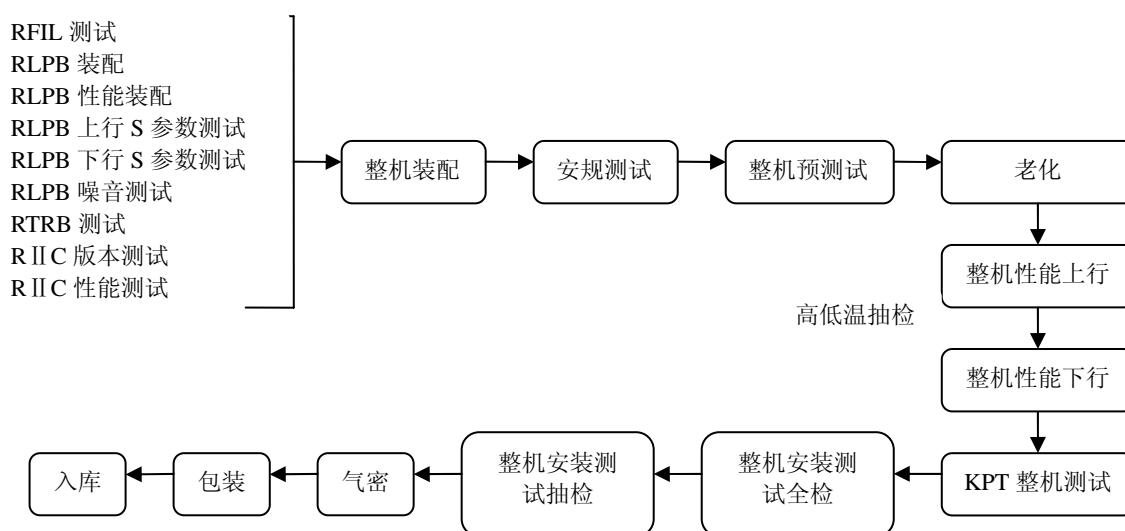 RFIL 测试
RLPB 装配
RLPB 性能装配
RLPB 上行 S 参数测试
RLPB 下行 S 参数测试
RLPB 噪音测试
RTRB 测试
RⅡC 版本测试
RⅡC 性能测试
整机装配
安规测试
整机预测试
老化
整机性能上行
高低温抽检
整机性能下行
KPT 整机测试
整机安装测
试全检
整机安装测
试抽检
气密
包装
入库